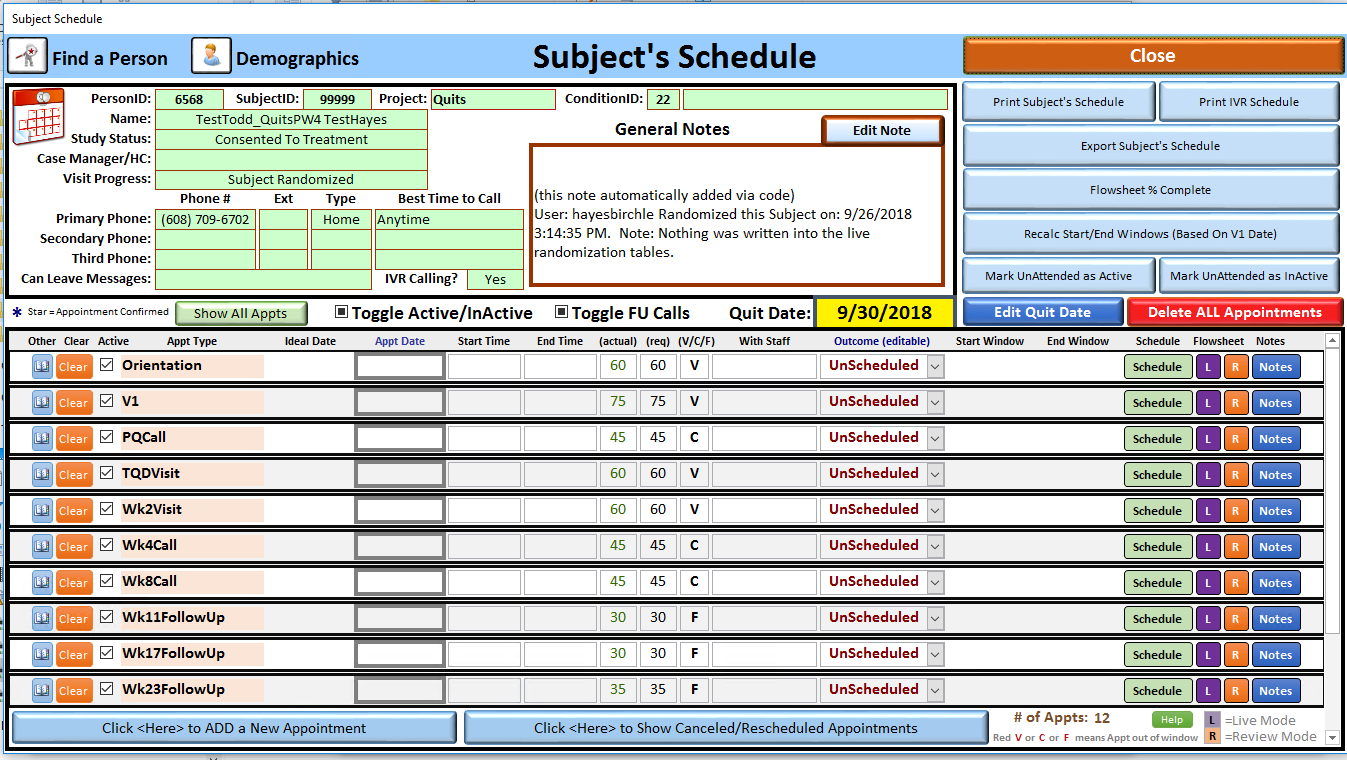 Subject Schedule
Find a Person
Demographics
Subject's Schedule
Close
PersonID: 6568 SubjectID: 99999 Project: Quits ConditionID: 22
Name: TestTodd_QuitsPW4 TestHayes
Study Status: Consented To Treatment
Case Manager/HC:
Visit Progress: Subject Randomized
Phone # Ext Type Best Time to Call
Primary Phone: (608) 709-6702 Home Anytime
Secondary Phone:
Third Phone:
Can Leave Messages: IVR Calling? Yes
General Notes
Edit Note
(this note automatically added via code)
User: hayesbirchle Randomized this Subject on: 9/26/2018
3:14:35 PM. Note: Nothing was written into the live
randomization tables.
Print Subject's Schedule
Print IVR Schedule
Export Subject's Schedule
Flowsheet % Complete
Recalc Start/End Windows (Based On V1 Date)
Mark UnAttended as Active
Mark UnAttended as InActive
* Star = Appointment Confirmed
Show All Appts
Toggle Active/InActive
Toggle FU Calls
Quit Date: 9/30/2018
Edit Quit Date
Delete ALL Appointments
Other Clear Active Appt Type Ideal Date Appt Date Start Time End Time (actual) (req) (V/C/F) With Staff Outcome (editable) Start Window End Window Schedule Flowsheet Notes
Clear Orientation 60 60 V UnScheduled Schedule L R Notes
Clear V1 75 75 V UnScheduled Schedule L R Notes
Clear PQCall 45 45 C UnScheduled Schedule L R Notes
Clear TQDVisit 60 60 V UnScheduled Schedule L R Notes
Clear Wk2Visit 60 60 V UnScheduled Schedule L R Notes
Clear Wk4Call 45 45 C UnScheduled Schedule L R Notes
Clear Wk8Call 45 45 C UnScheduled Schedule L R Notes
Clear Wk11FollowUp 30 30 F UnScheduled Schedule L R Notes
Clear Wk17FollowUp 30 30 F UnScheduled Schedule L R Notes
Clear Wk23FollowUp 35 35 F UnScheduled Schedule L R Notes
Click <Here> to ADD a New Appointment
Click <Here> to Show Canceled/Rescheduled Appointments
# of Appts: 12
Help
L =Live Mode
Red V or C or F means Appt out of window
R =Review Mode